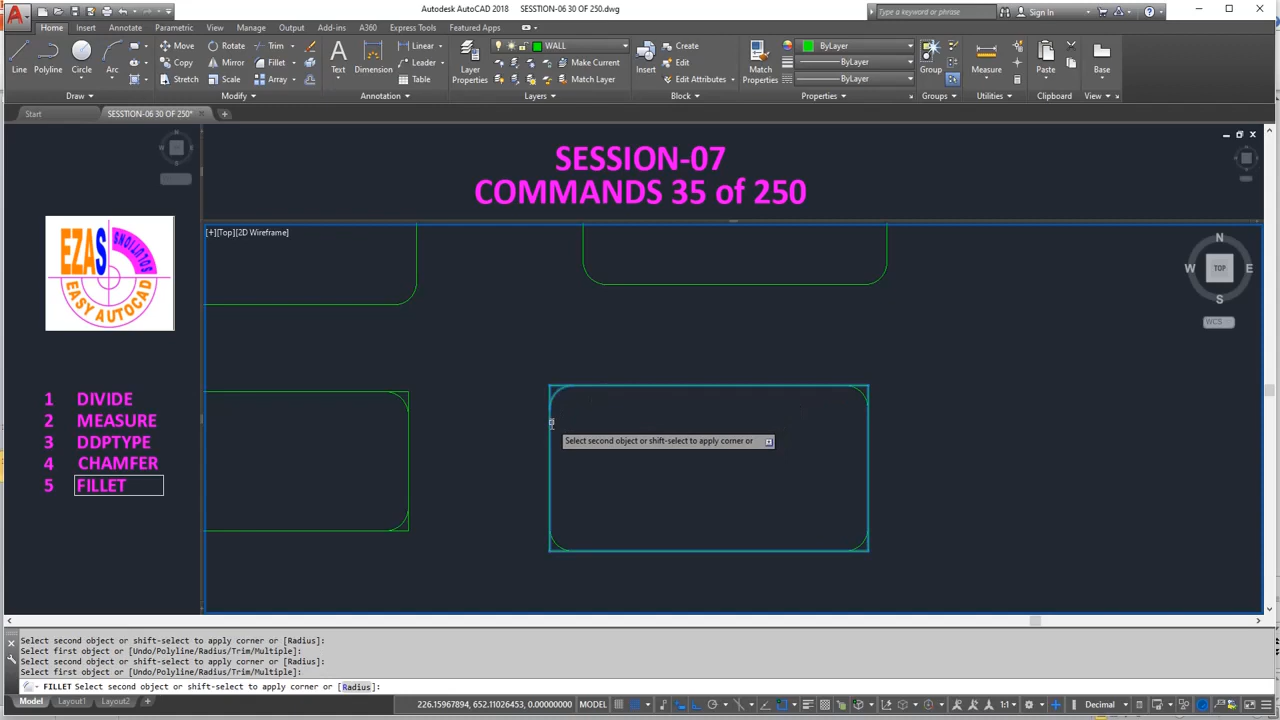 Autodesk AutoCAD 2018 SESSTION-06 30 OF 250.dwg
Type a keyword or phrase
Sign In
Home Insert Annotate Parametric View Manage Output Add-ins A360 Express Tools Featured Apps
Line Polyline Circle Arc
Move Rotate Trim
Copy Mirror Fillet
Stretch Scale Array
Text Dimension
Linear
Leader
Table
Layer
Properties
WALL
Make Current
Match Layer
Insert
Create
Edit
Edit Attributes
Match
Properties
ByLayer
ByLayer
ByLayer
Group
Measure
Paste
Base
Draw Modify Annotation Layers Block Properties Groups Utilities Clipboard View
Start SESSTION-06 30 OF 250*
SESSION-07
COMMANDS 35 of 250
[+][Top][2D Wireframe]
N
W TOP E
S
WCS
EZAS
SOLUTIONS
EASY AUTOCAD
1 DIVIDE
2 MEASURE
3 DDPTYPE
4 CHAMFER
5 FILLET
Select second object or shift-select to apply corner or
Select second object or shift-select to apply corner or [Radius]:
Select first object or [Undo/Polyline/Radius/Trim/Multiple]:
Select second object or shift-select to apply corner or [Radius]:
Select first object or [Undo/Polyline/Radius/Trim/Multiple]:
- FILLET Select second object or shift-select to apply corner or [Radius]:
Model Layout1 Layout2 +
226.15967894, 652.11026453, 0.00000000 MODEL
1:1
Decimal